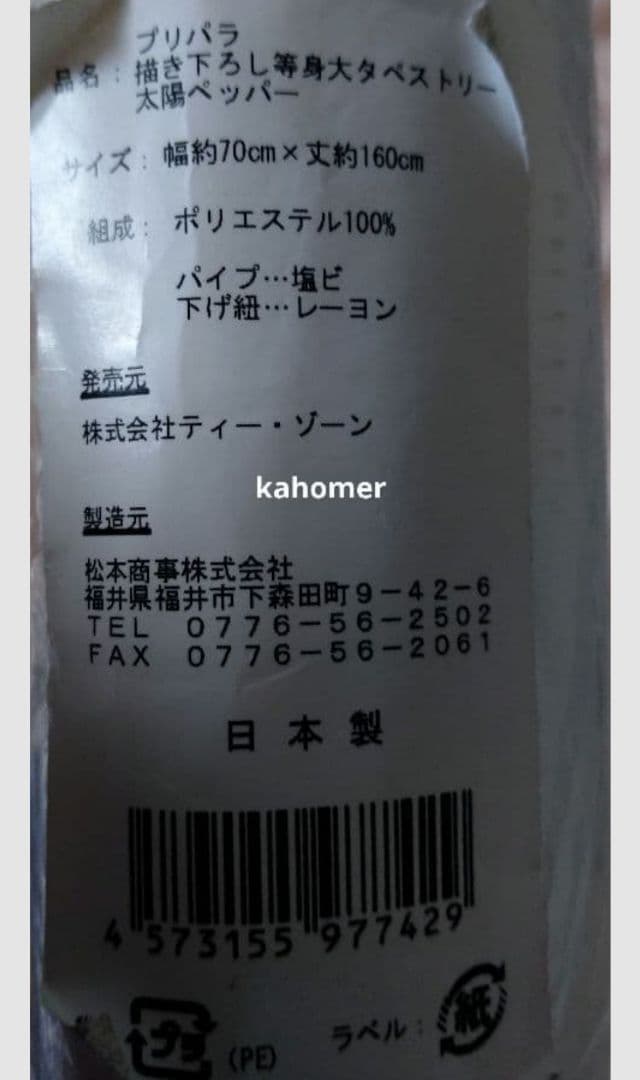 プリパラ
品名：描き下ろし等身大タペストリー
太陽ペッパー
サイズ：幅約70cm×丈約160cm
組成：ポリエステル100%
パイプ…塩ビ
下げ紐…レーヨン
発売元
株式会社ティー・ゾーン
kahomer
製造元
松本商事株式会社
福井県福井市下森田町9－42－6
TEL 0776－56－2502
FAX 0776－56－2061
日本製
4 573155 977429
プラ (PE) ラベル：紙